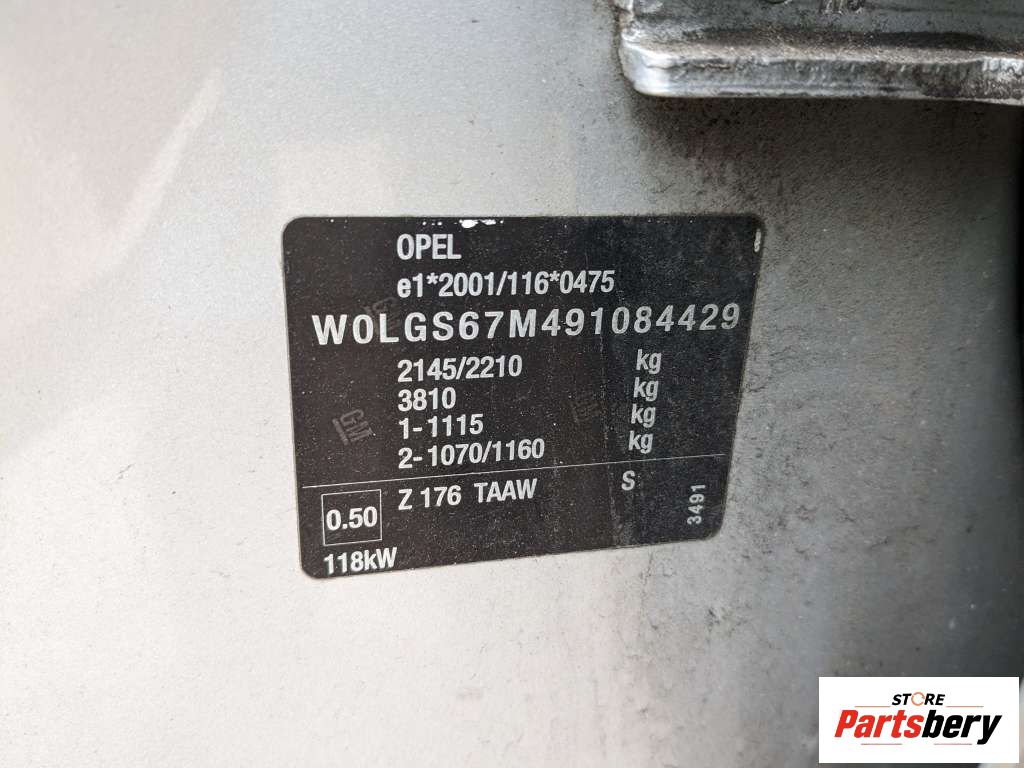 OPEL
e1*2001/116*0475
W0LGS67M491084429
2145/2210 kg
3810 kg
1-1115 kg
2-1070/1160 kg
0.50 Z 176 TAAW S
3491
118kW
GM
STORE
Partsbery